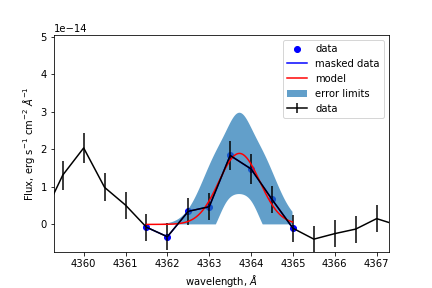 1e−14
5
4
3
2
1
0
Flux, erg s⁻¹ cm⁻² Å⁻¹
data
masked data
model
error limits
data
4360 4361 4362 4363 4364 4365 4366 4367
wavelength, Å